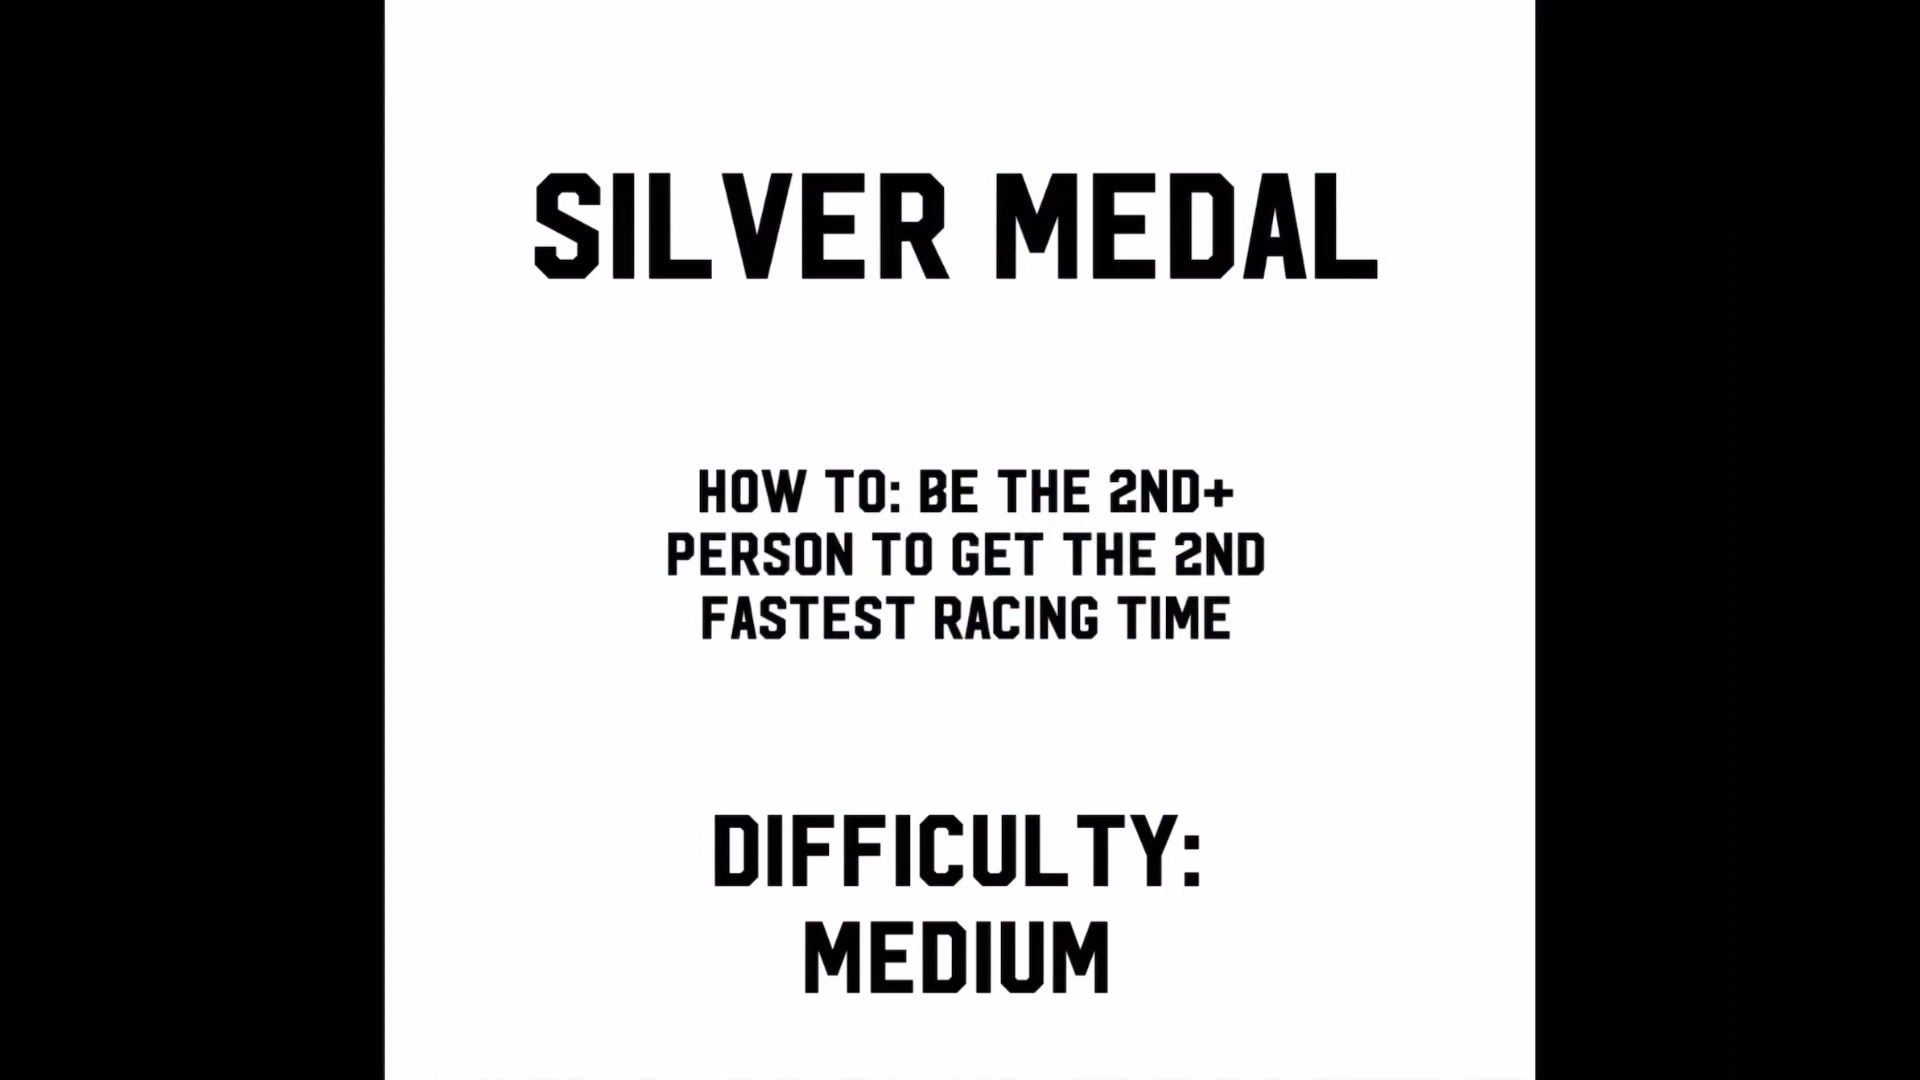 SILVER MEDAL
HOW TO: BE THE 2ND+
PERSON TO GET THE 2ND
FASTEST RACING TIME
DIFFICULTY:
MEDIUM